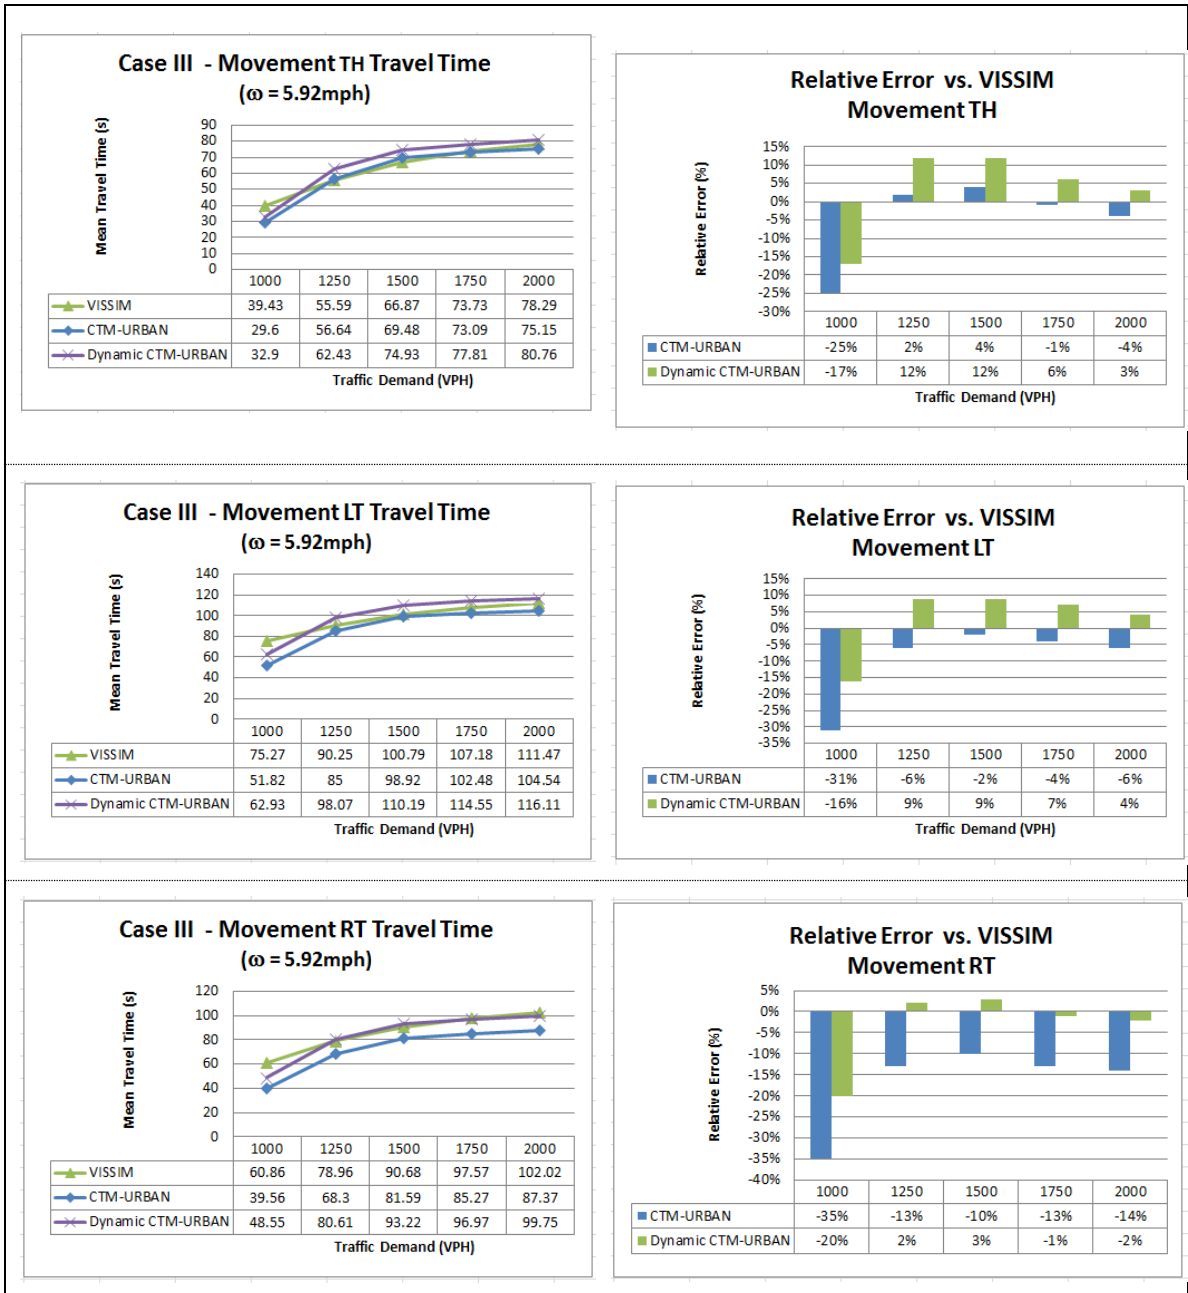 Case III - Movement TH Travel Time
(ω = 5.92mph)
Mean Travel Time (s)
90
80
70
60
50
40
30
20
10
0
1000 1250 1500 1750 2000
VISSIM 39.43 55.59 66.87 73.73 78.29
CTM-URBAN 29.6 56.64 69.48 73.09 75.15
Dynamic CTM-URBAN 32.9 62.43 74.93 77.81 80.76
Traffic Demand (VPH)
Relative Error vs. VISSIM
Movement TH
Relative Error (%)
15%
10%
5%
0%
-5%
-10%
-15%
-20%
-25%
-30%
1000 1250 1500 1750 2000
CTM-URBAN -25% 2% 4% -1% -4%
Dynamic CTM-URBAN -17% 12% 12% 6% 3%
Traffic Demand (VPH)
Case III - Movement LT Travel Time
(ω = 5.92mph)
Mean Travel Time (s)
140
120
100
80
60
40
20
0
1000 1250 1500 1750 2000
VISSIM 75.27 90.25 100.79 107.18 111.47
CTM-URBAN 51.82 85 98.92 102.48 104.54
Dynamic CTM-URBAN 62.93 98.07 110.19 114.55 116.11
Traffic Demand (VPH)
Relative Error vs. VISSIM
Movement LT
Relative Error (%)
15%
10%
5%
0%
-5%
-10%
-15%
-20%
-25%
-30%
-35%
1000 1250 1500 1750 2000
CTM-URBAN -31% -6% -2% -4% -6%
Dynamic CTM-URBAN -16% 9% 9% 7% 4%
Traffic Demand (VPH)
Case III - Movement RT Travel Time
(ω = 5.92mph)
Mean Travel Time (s)
120
100
80
60
40
20
0
1000 1250 1500 1750 2000
VISSIM 60.86 78.96 90.68 97.57 102.02
CTM-URBAN 39.56 68.3 81.59 85.27 87.37
Dynamic CTM-URBAN 48.55 80.61 93.22 96.97 99.75
Traffic Demand (VPH)
Relative Error vs. VISSIM
Movement RT
Relative Error (%)
5%
0%
-5%
-10%
-15%
-20%
-25%
-30%
-35%
-40%
1000 1250 1500 1750 2000
CTM-URBAN -35% -13% -10% -13% -14%
Dynamic CTM-URBAN -20% 2% 3% -1% -2%
Traffic Demand (VPH)